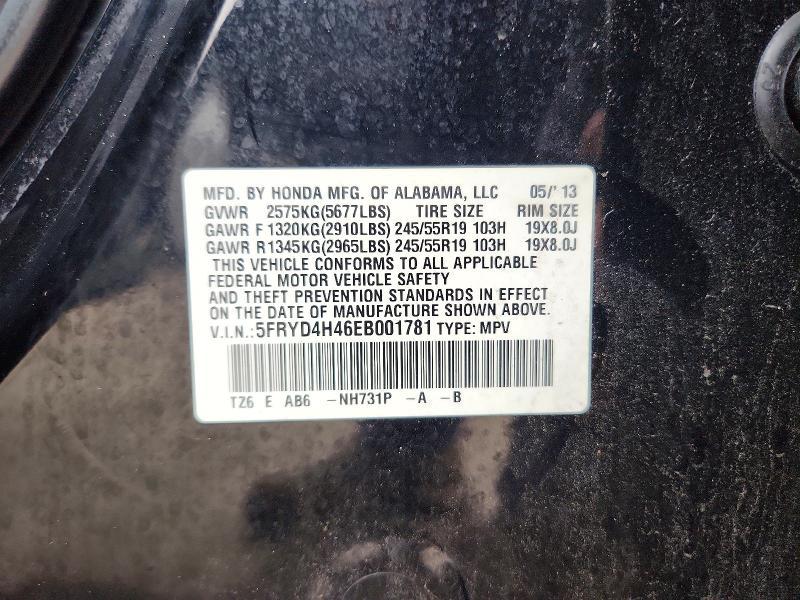 MFD. BY HONDA MFG. OF ALABAMA, LLC 05/'13
GVWR 2575KG(5677LBS) TIRE SIZE RIM SIZE
GAWR F 1320KG(2910LBS) 245/55R19 103H 19X8.0J
GAWR R 1345KG(2965LBS) 245/55R19 103H 19X8.0J
THIS VEHICLE CONFORMS TO ALL APPLICABLE
FEDERAL MOTOR VEHICLE SAFETY
AND THEFT PREVENTION STANDARDS IN EFFECT
ON THE DATE OF MANUFACTURE SHOWN ABOVE.
V.I.N.: 5FRYD4H46EB001781 TYPE: MPV
TZ6 E AB6 -NH731P -A -B